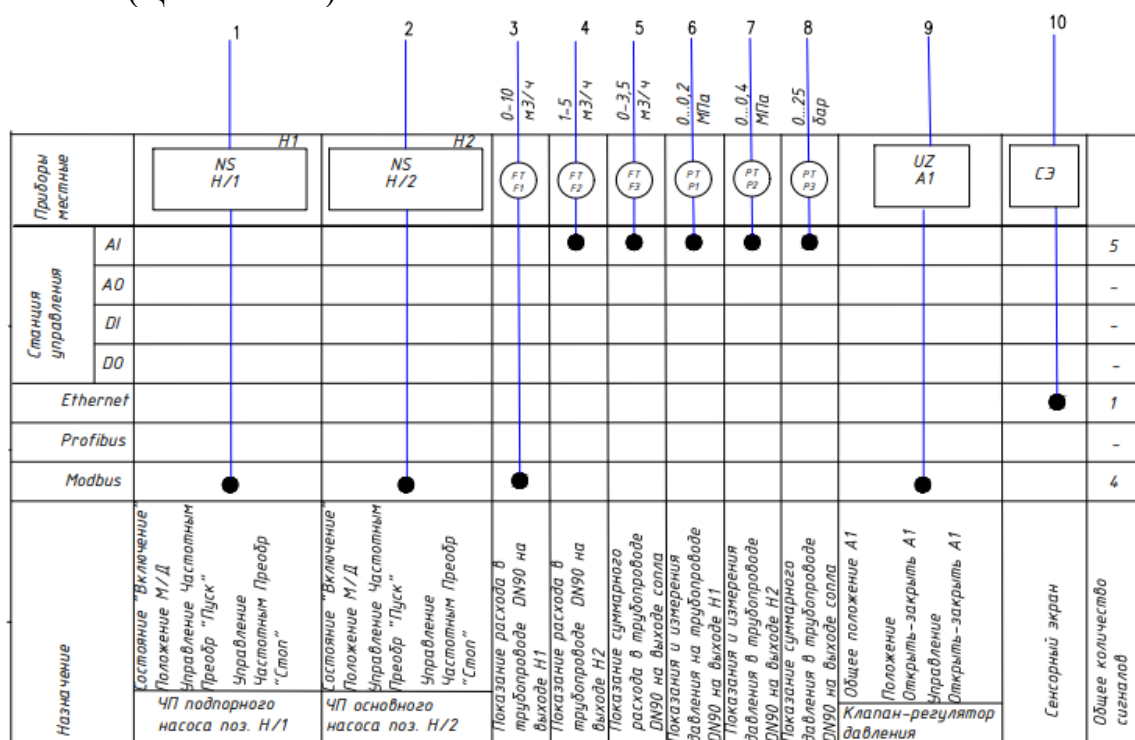 1 2 3 4 5 6 7 9 10
0-10 м3/ч
1-5 м3/ч
0-3,5 м3/ч
0...0,2 МПа
0...0,4 МПа
0...25 бар
Приборы местные
Н1
NS
Н/1
Н2
NS
Н/2
FT
F1
FT
F2
FT
F3
PT
P1
PT
P2
PT
P3
UZ
A1
СЭ
Станция управления
AI 5
AO -
DI -
DO -
Ethernet 1
Profibus -
Modbus 4
Назначение
Состояние "Включение"
Положение М/Д
Управление Частотным
Преобр "Пуск"
Управление
Частотным Преобр
"Стоп"
ЧП подпорного
насоса поз. Н/1
Состояние "Включение"
Положение М/Д
Управление Частотным
Преобр "Пуск"
Управление
Частотным Преобр
"Стоп"
ЧП основного
насоса поз. Н/2
Показание расхода в
трубопроводе DN90 на
выходе Н1
Показание расхода в
трубопроводе DN90 на
выходе Н2
Показание суммарного
расхода в трубопроводе
DN90 на выходе сопла
Показания и измерения
давления на трубопроводе
DN90 на выходе Н1
Показания и измерения
давления в трубопроводе
DN90 на выходе Н2
Показание суммарного
давления в трубопроводе
DN90 на выходе сопла
Общее положение А1
Положение
Открыть-закрыть А1
Управление
Открыть-закрыть А1
Клапан-регулятор
давления
Сенсорный экран
Общее количество
сигналов